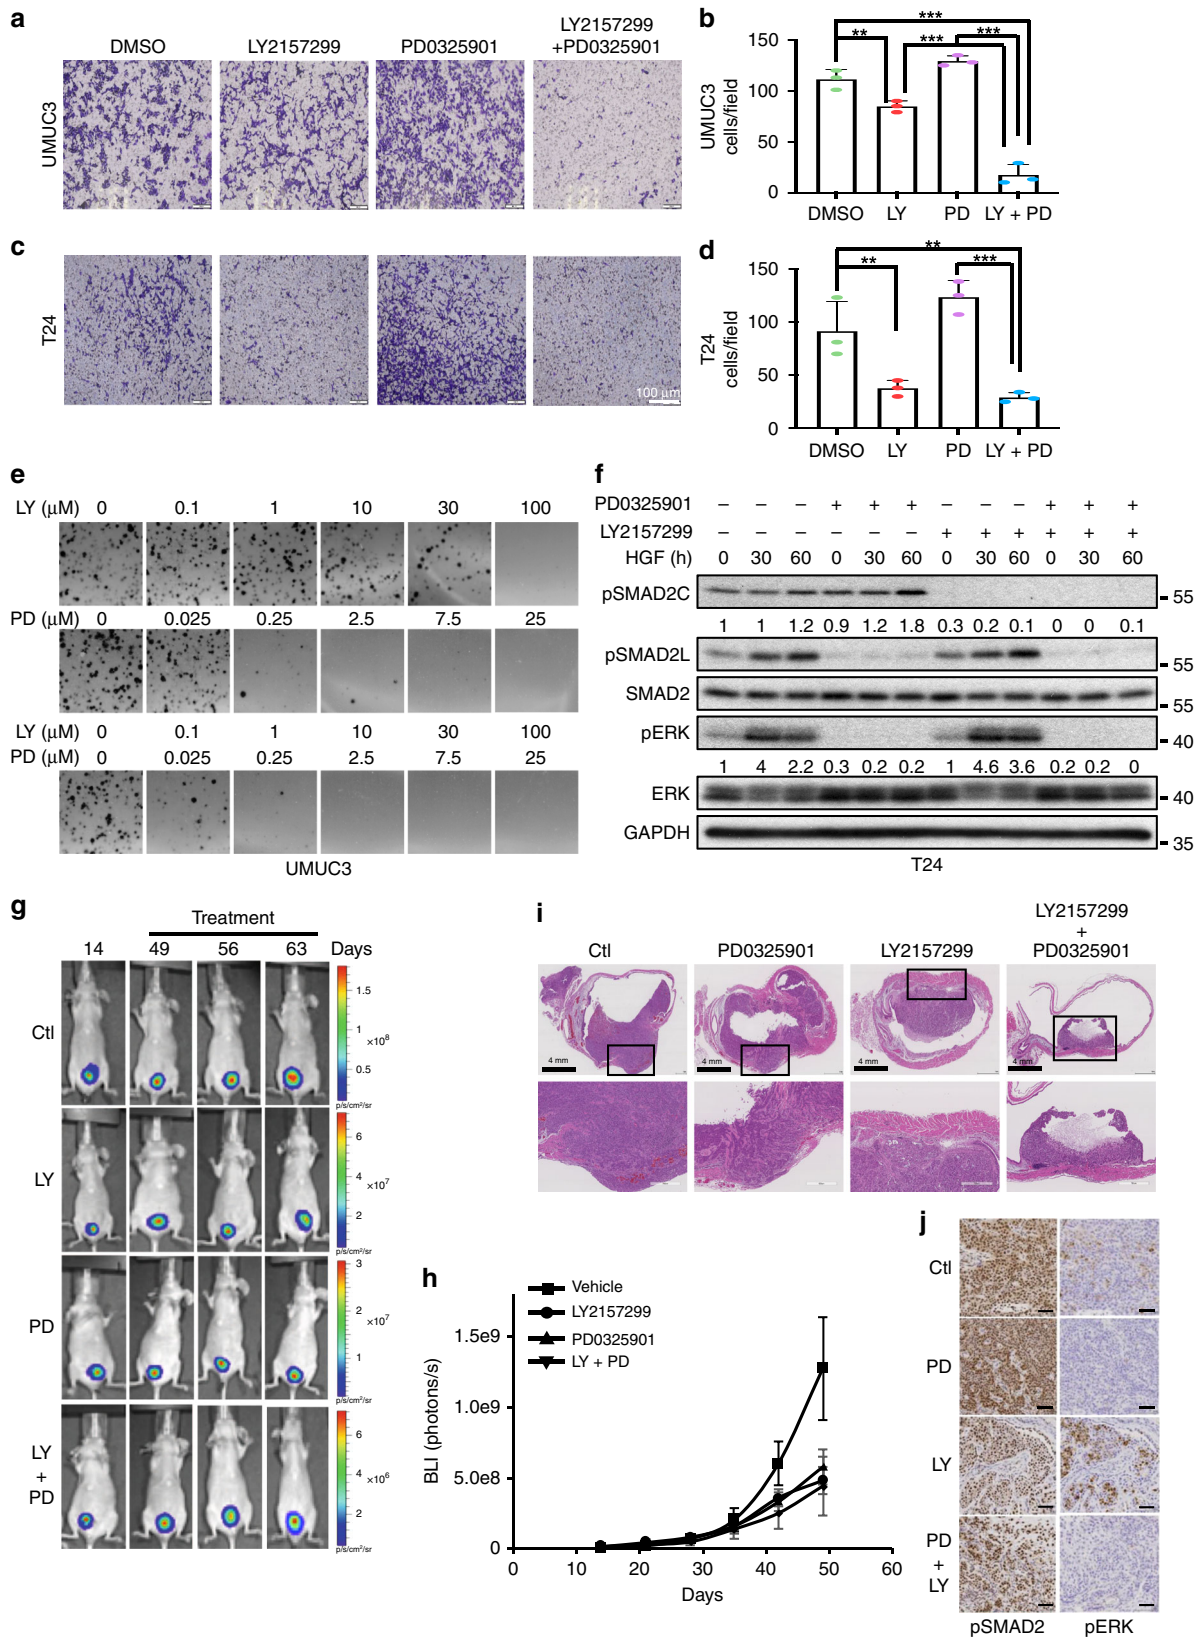 a
DMSO LY2157299 PD0325901 LY2157299 +PD0325901
UMUC3
b
UMUC3 cells/field
150
100
50
0
** *** *** ***
DMSO LY PD LY + PD
c
T24
100 μm
d
T24 cells/field
150
100
50
0
** ** ***
DMSO LY PD LY + PD
e
LY (μM) 0 0.1 1 10 30 100
PD (μM) 0 0.025 0.25 2.5 7.5 25
LY (μM) 0 0.1 1 10 30 100
PD (μM) 0 0.025 0.25 2.5 7.5 25
UMUC3
f
PD0325901 – – – + + + – – – + + +
LY2157299 – – – – – – + + + + + +
HGF (h) 0 30 60 0 30 60 0 30 60 0 30 60
pSMAD2C 55
1 1 1.2 0.9 1.2 1.8 0.3 0.2 0.1 0 0 0.1
pSMAD2L 55
SMAD2 55
pERK 40
1 4 2.2 0.3 0.2 0.2 1 4.6 3.6 0.2 0.2 0
ERK 40
GAPDH 35
T24
g
Treatment
14 49 56 63 Days
Ctl
1.5
1
×10⁸
0.5
p/s/cm²/sr
LY
6
4
×10⁷
2
p/s/cm²/sr
PD
3
2
×10⁷
1
p/s/cm²/sr
LY + PD
6
4
×10⁶
2
p/s/cm²/sr
h
Vehicle
LY2157299
PD0325901
LY + PD
BLI (photons/s)
1.5e9
1.0e9
5.0e8
0
0 10 20 30 40 50 60
Days
i
Ctl PD0325901 LY2157299 LY2157299 + PD0325901
4 mm 4 mm 4 mm 4 mm
j
Ctl
PD
LY
PD + LY
pSMAD2 pERK